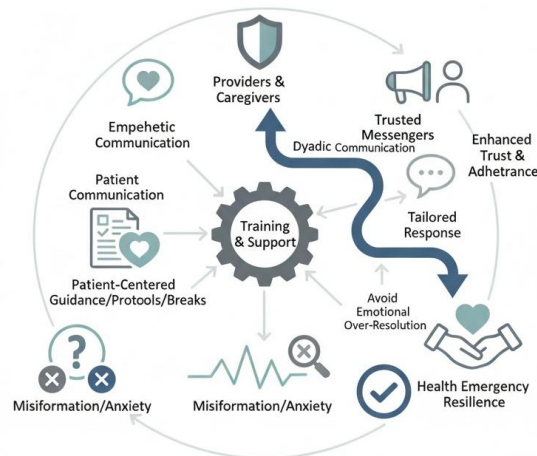 Providers &
Caregivers
Empehetic
Communication
Trusted
Messengers
Dyadic Communication
Enhanced
Trust &
Adhetrance
Patient
Communication
Training
& Support
Tailored
Response
Patient-Centered
Guidance/Protools/Breaks
Avoid
Emotional
Over-Resolution
?
Misiformation/Anxiety
Misiformation/Anxiety
Health Emergency
Resilience